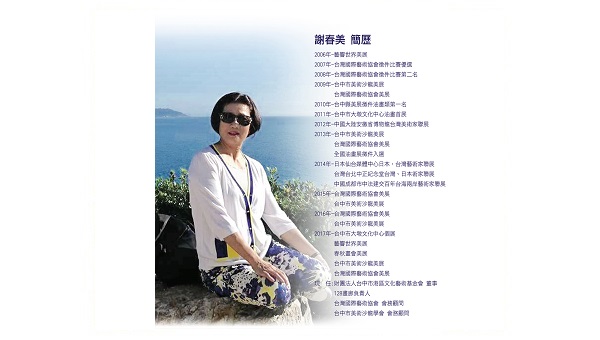 謝春美 簡歷
2006年-藝馨世界美展
2007年-台灣國際藝術協會徵件比賽優選
2008年-台灣國際藝術協會徵件比賽第二名
2009年-台中市美術沙龍美展
台灣國際藝術協會美展
2010年-台中縣美展徵件油畫類第一名
2011年-台中市大墩文化中心油畫首展
2012年-中國大陸安徽省博物館台灣美術家聯展
2013年-台中市美術沙龍美展
台灣國際藝術協會美展
全國油畫展徵件入選
2014年-日本仙台媒體中心日本，台灣藝術家聯展
台灣台北中正紀念堂台灣、日本術家聯展
中國成都市中法建交百年台海兩岸藝術家聯展
2015年-台灣國際藝術協會美展
台中市美術沙龍美展
2016年-台灣國際藝術協會美展
台中市美術沙龍美展
2017年-台中市大墩文化中心個展
藝馨世界美展
春秋畫會美展
台中市美術沙龍美展
台灣國際藝術協會美展
現 任:財團法人台中市港區文化藝術基金會 董事
129畫廊負責人
台灣國際藝術協會 會務顧問
台中市美術沙龍學會 會務顧問